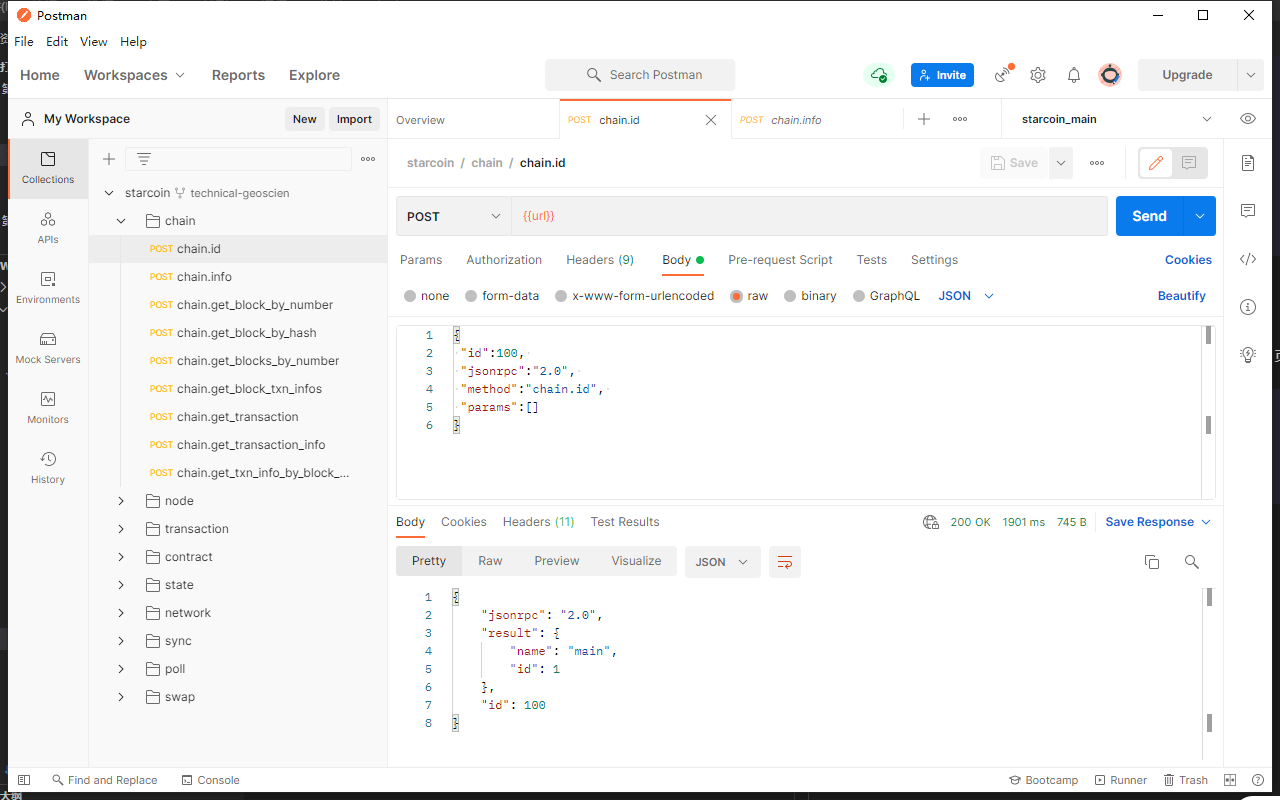 Postman
File Edit View Help
Home Workspaces Reports Explore Search Postman Invite Upgrade
My Workspace New Import Overview POST chain.id POST chain.info starcoin_main
Collections
APIs
Environments
Mock Servers
Monitors
History
starcoin technical-geoscien
chain
POST chain.id
POST chain.info
POST chain.get_block_by_number
POST chain.get_block_by_hash
POST chain.get_blocks_by_number
POST chain.get_block_txn_infos
POST chain.get_transaction
POST chain.get_transaction_info
POST chain.get_txn_info_by_block_...
node
transaction
contract
state
network
sync
poll
swap
starcoin / chain / chain.id Save
POST {{url}} Send
Params Authorization Headers (9) Body Pre-request Script Tests Settings Cookies
none form-data x-www-form-urlencoded raw binary GraphQL JSON Beautify
1 {
2 "id":100,
3 "jsonrpc":"2.0",
4 "method":"chain.id",
5 "params":[]
6 }
Body Cookies Headers (11) Test Results 200 OK 1901 ms 745 B Save Response
Pretty Raw Preview Visualize JSON
1 {
2 "jsonrpc": "2.0",
3 "result": {
4 "name": "main",
5 "id": 1
6 },
7 "id": 100
8 }
Find and Replace Console Bootcamp Runner Trash